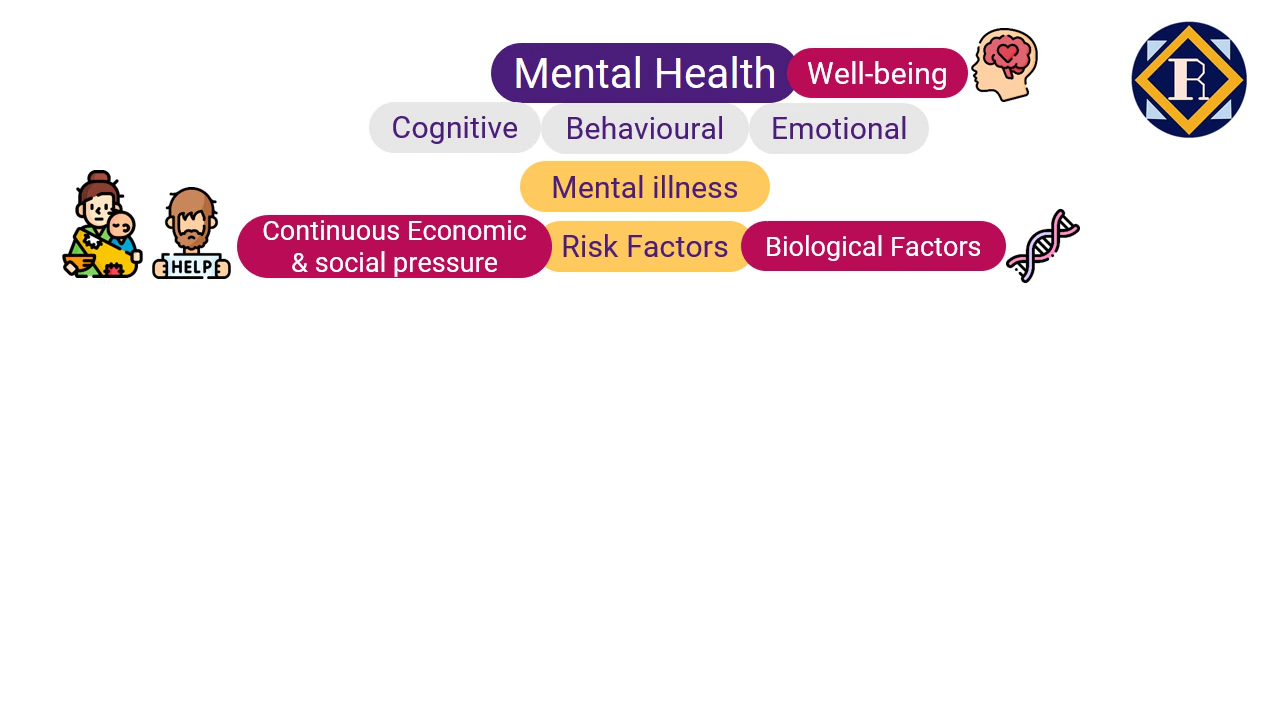 Mental Health Well-being
R
Cognitive Behavioural Emotional
Mental illness
Continuous Economic
& social pressure
Risk Factors
Biological Factors
HELP